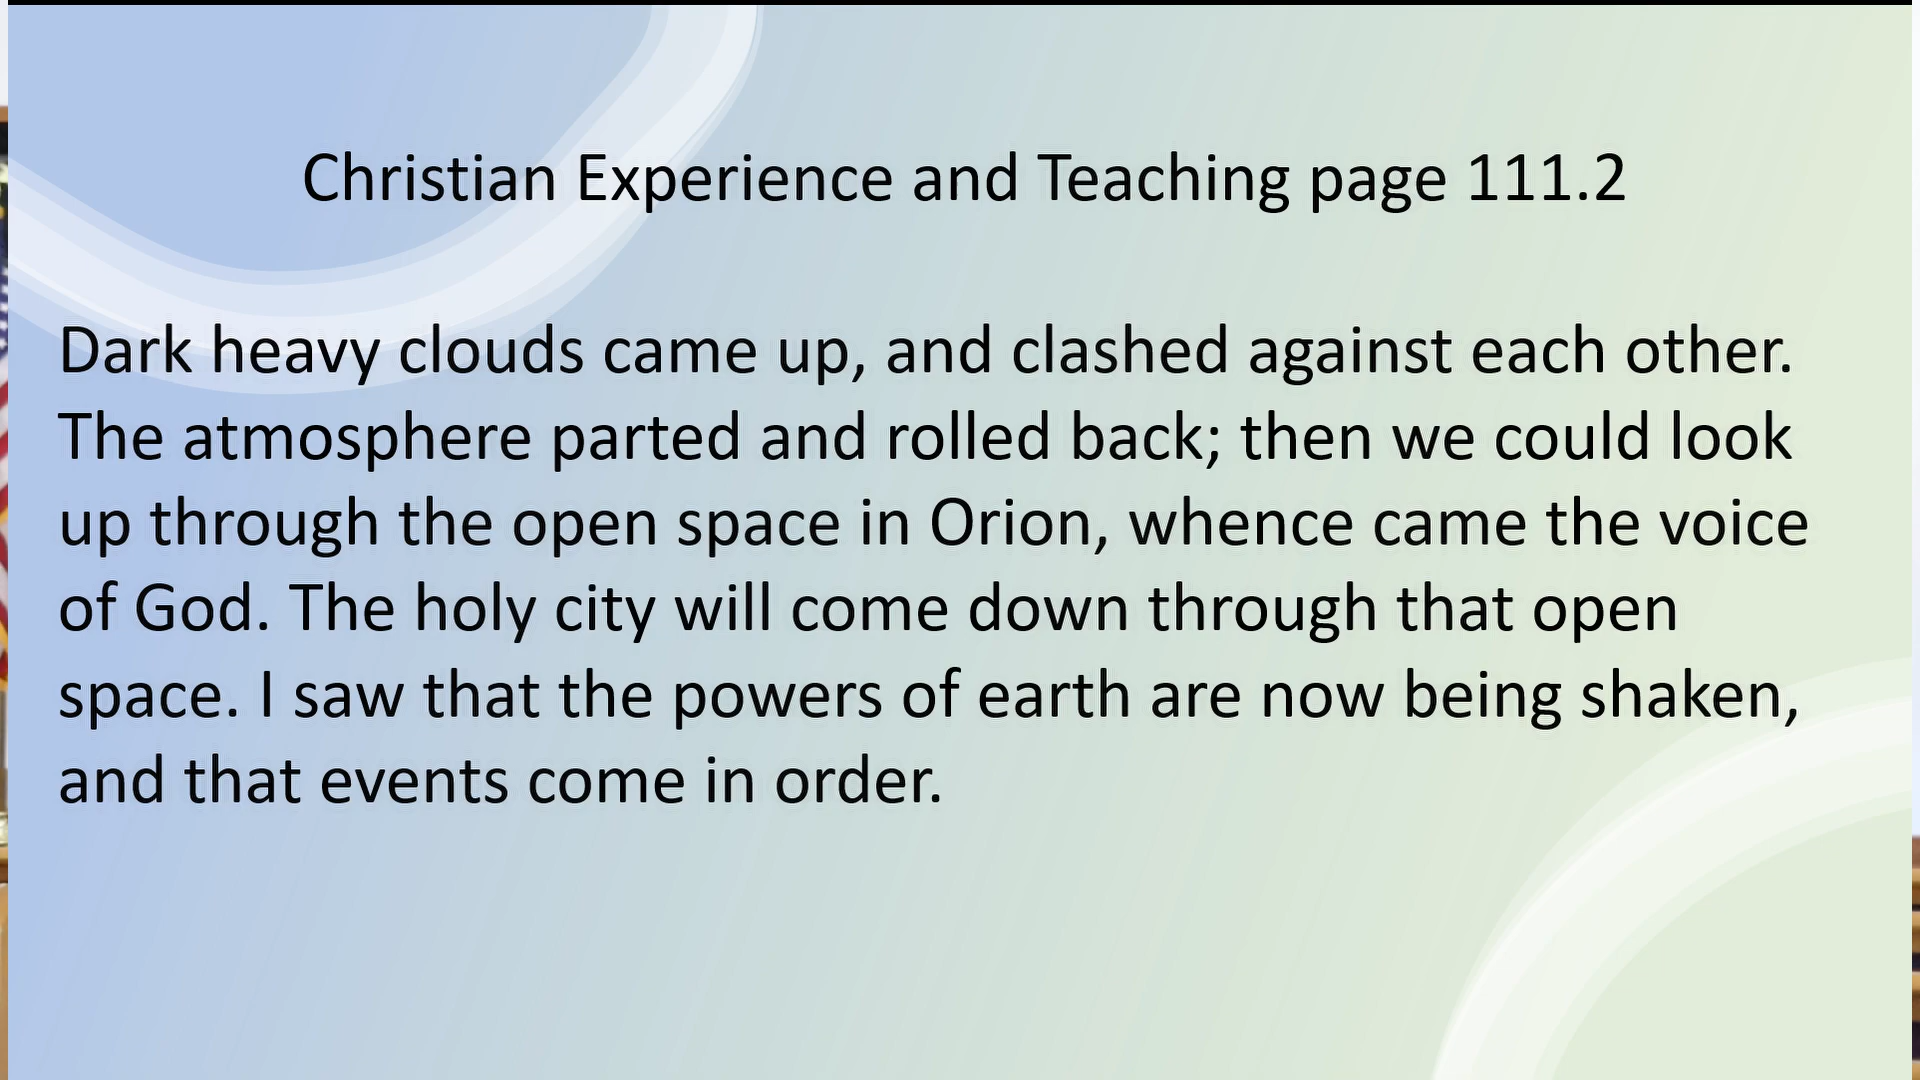 Christian Experience and Teaching page 111.2
Dark heavy clouds came up, and clashed against each other.
The atmosphere parted and rolled back; then we could look
up through the open space in Orion, whence came the voice
of God. The holy city will come down through that open
space. I saw that the powers of earth are now being shaken,
and that events come in order.